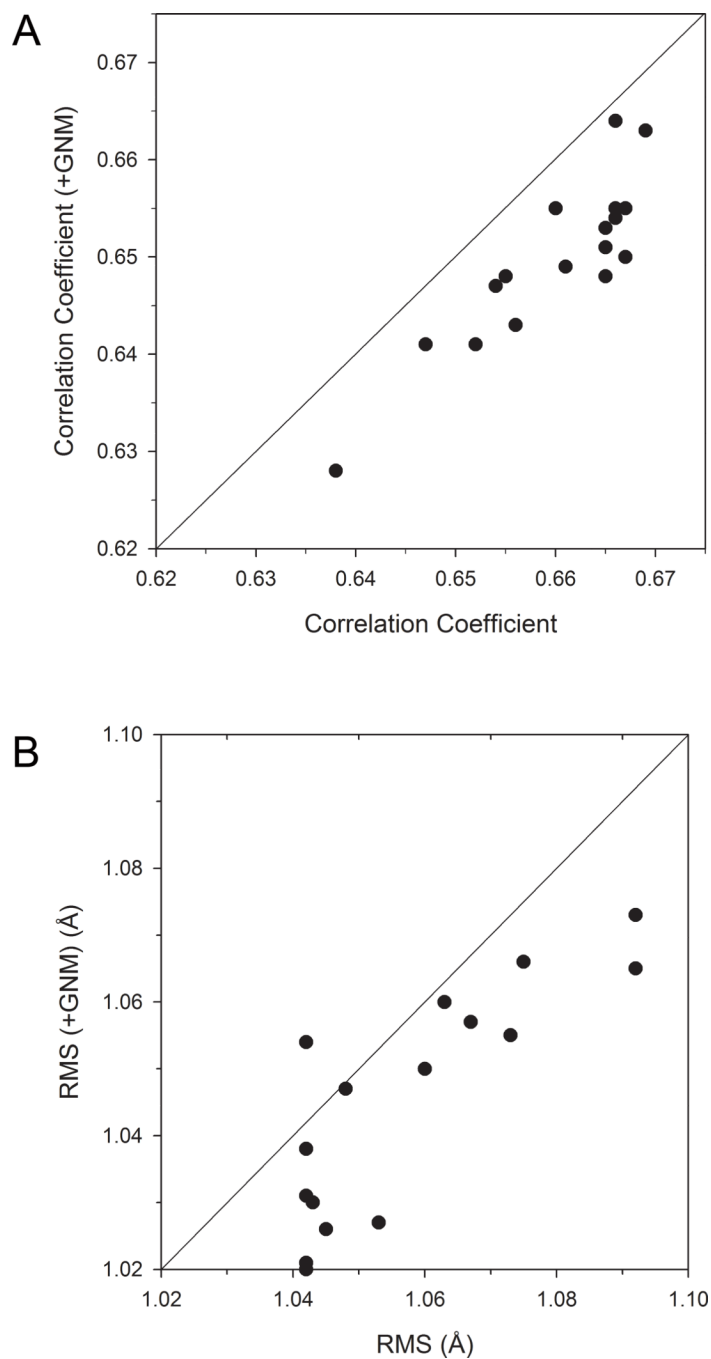 A
Correlation Coefficient (+GNM)
0.67
0.66
0.65
0.64
0.63
0.62
0.62 0.63 0.64 0.65 0.66 0.67
Correlation Coefficient
B
RMS (+GNM) (Å)
1.10
1.08
1.06
1.04
1.02
1.02 1.04 1.06 1.08 1.10
RMS (Å)